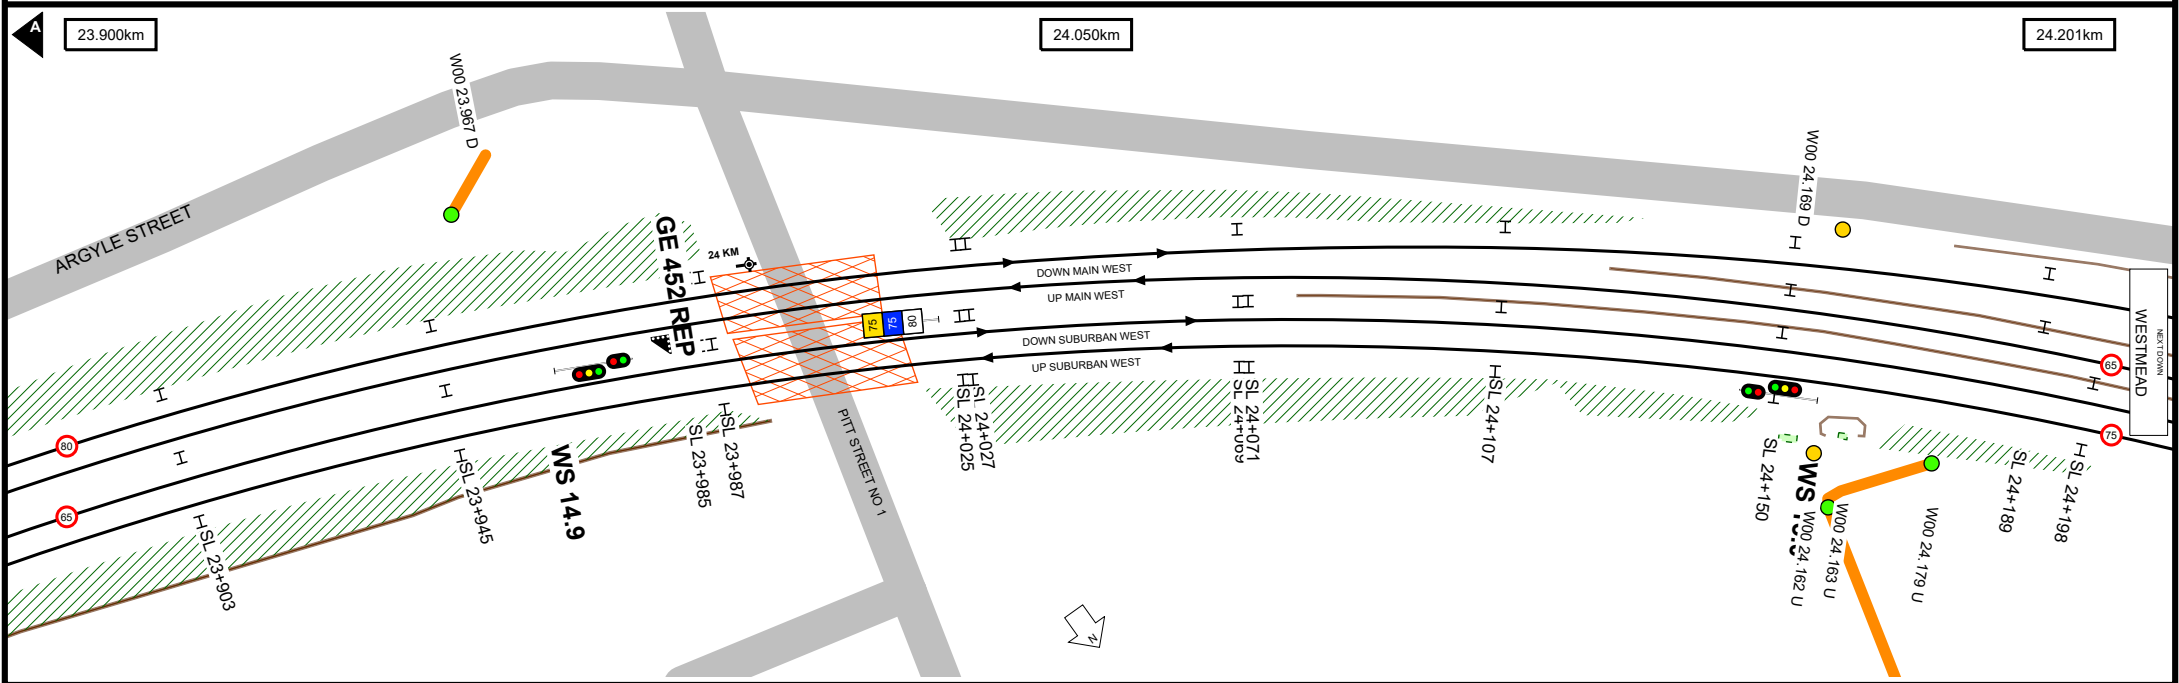 A
23.900km
24.050km
24.201km
W00 23.967 D
ARGYLE STREET
GE 452 REP
24 KM
W00 24.169 D
DOWN MAIN WEST
UP MAIN WEST
75
75
80
DOWN SUBURBAN WEST
UP SUBURBAN WEST
NEXT DOWN
WESTMEAD
65
80
75
65
PITT STREET NO 1
SL 23+903
SL 23+945
WS 14.9
SL 23+985
SL 23+987
SL 24+025
SL 24+027
SL 24+069
SL 24+071
SL 24+107
SL 24+150
WS
W00 24.162 U
W00 24.163 U
W00 24.179 U
SL 24+189
SL 24+198
N